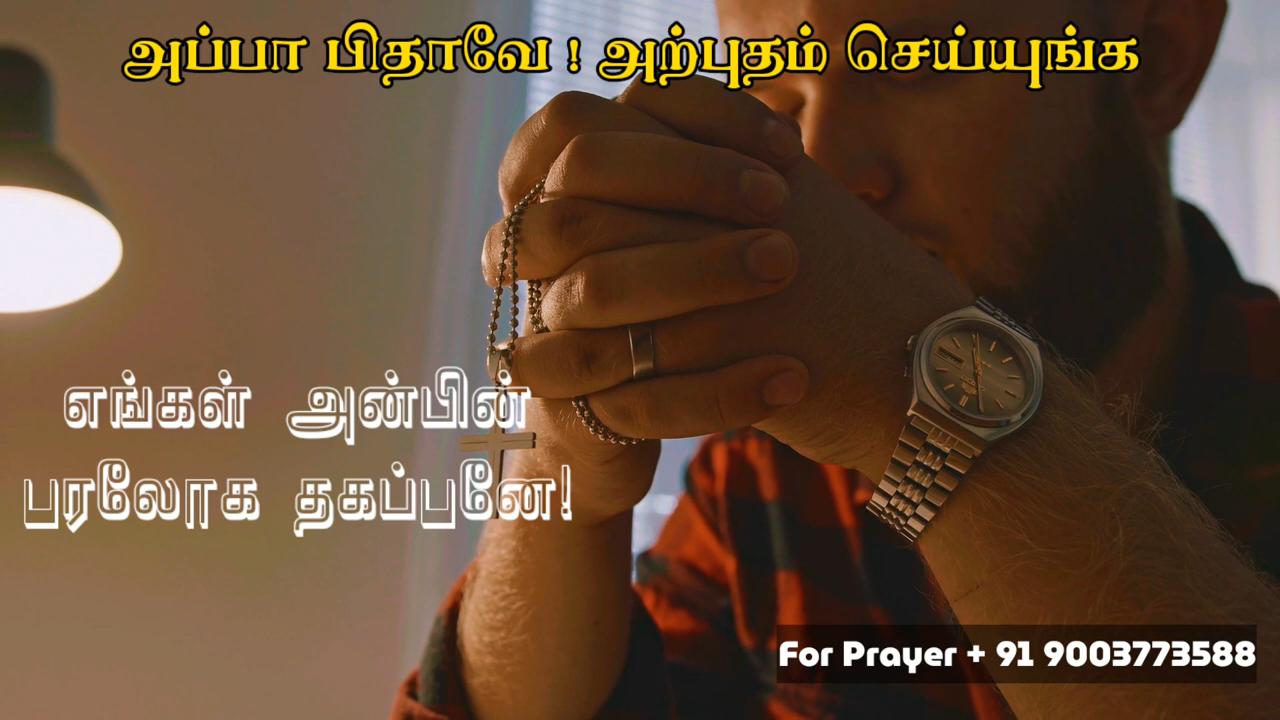 அப்பா பிதாவே ! அற்புதம் செய்யுங்க
எங்கள் அன்பின்
பரலோக தகப்பனே!
For Prayer + 91 9003773588